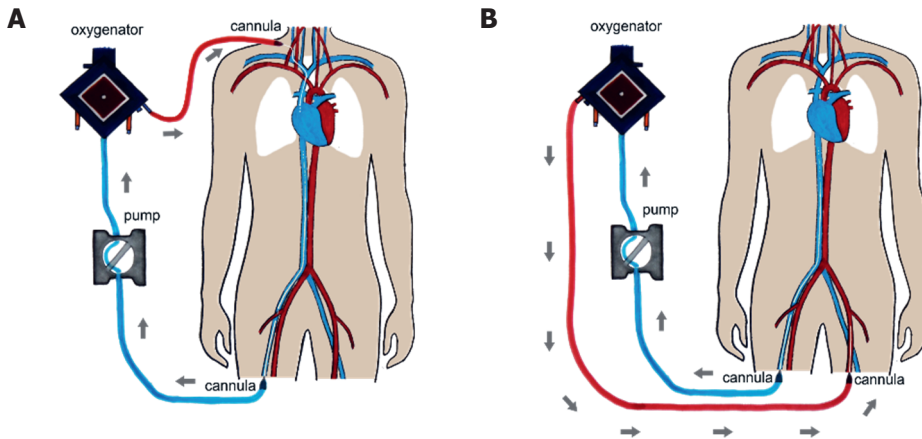 A
oxygenator
cannula
pump
cannula
B
oxygenator
pump
cannula
cannula